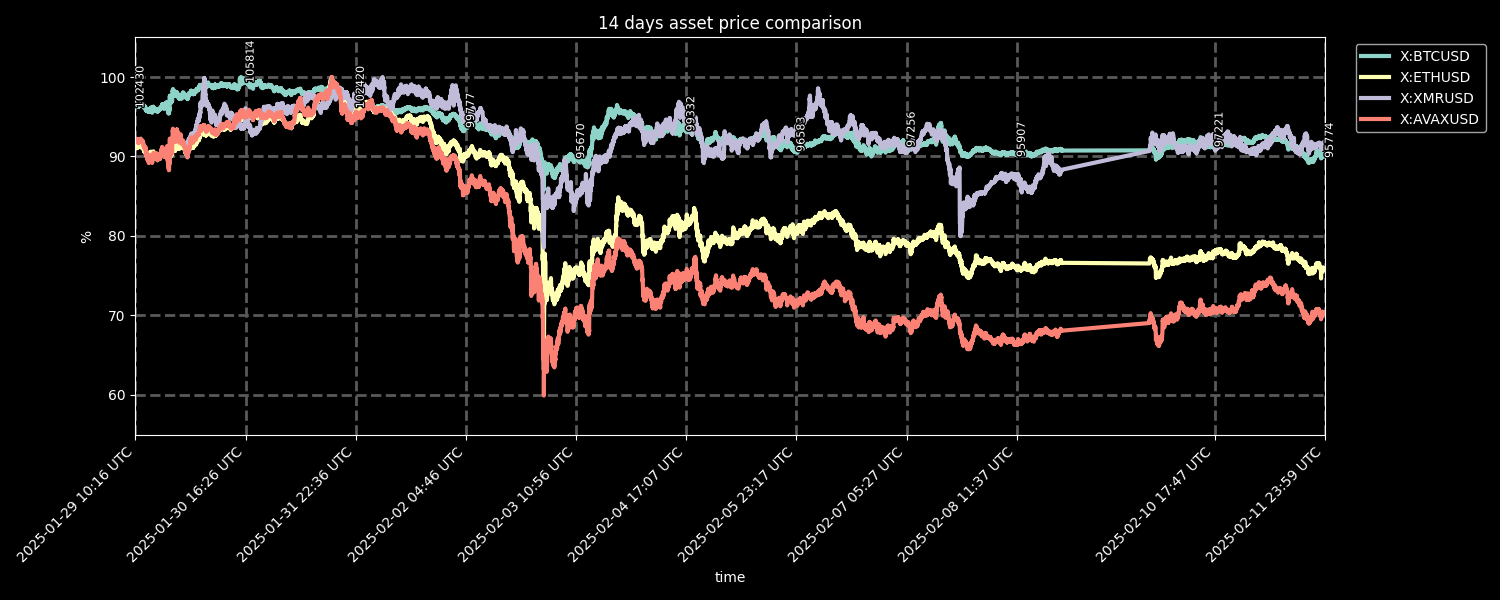 14 days asset price comparison
X:BTCUSD
X:ETHUSD
X:XMRUSD
X:AVAXUSD
%
100
90
80
70
60
102430
105814
102420
99777
95670
99332
96583
97256
95907
97221
95774
2025-01-29 10:16 UTC
2025-01-30 16:26 UTC
2025-01-31 22:36 UTC
2025-02-02 04:46 UTC
2025-02-03 10:56 UTC
2025-02-04 17:07 UTC
2025-02-05 23:17 UTC
2025-02-07 05:27 UTC
2025-02-08 11:37 UTC
2025-02-10 17:47 UTC
2025-02-11 23:59 UTC
time